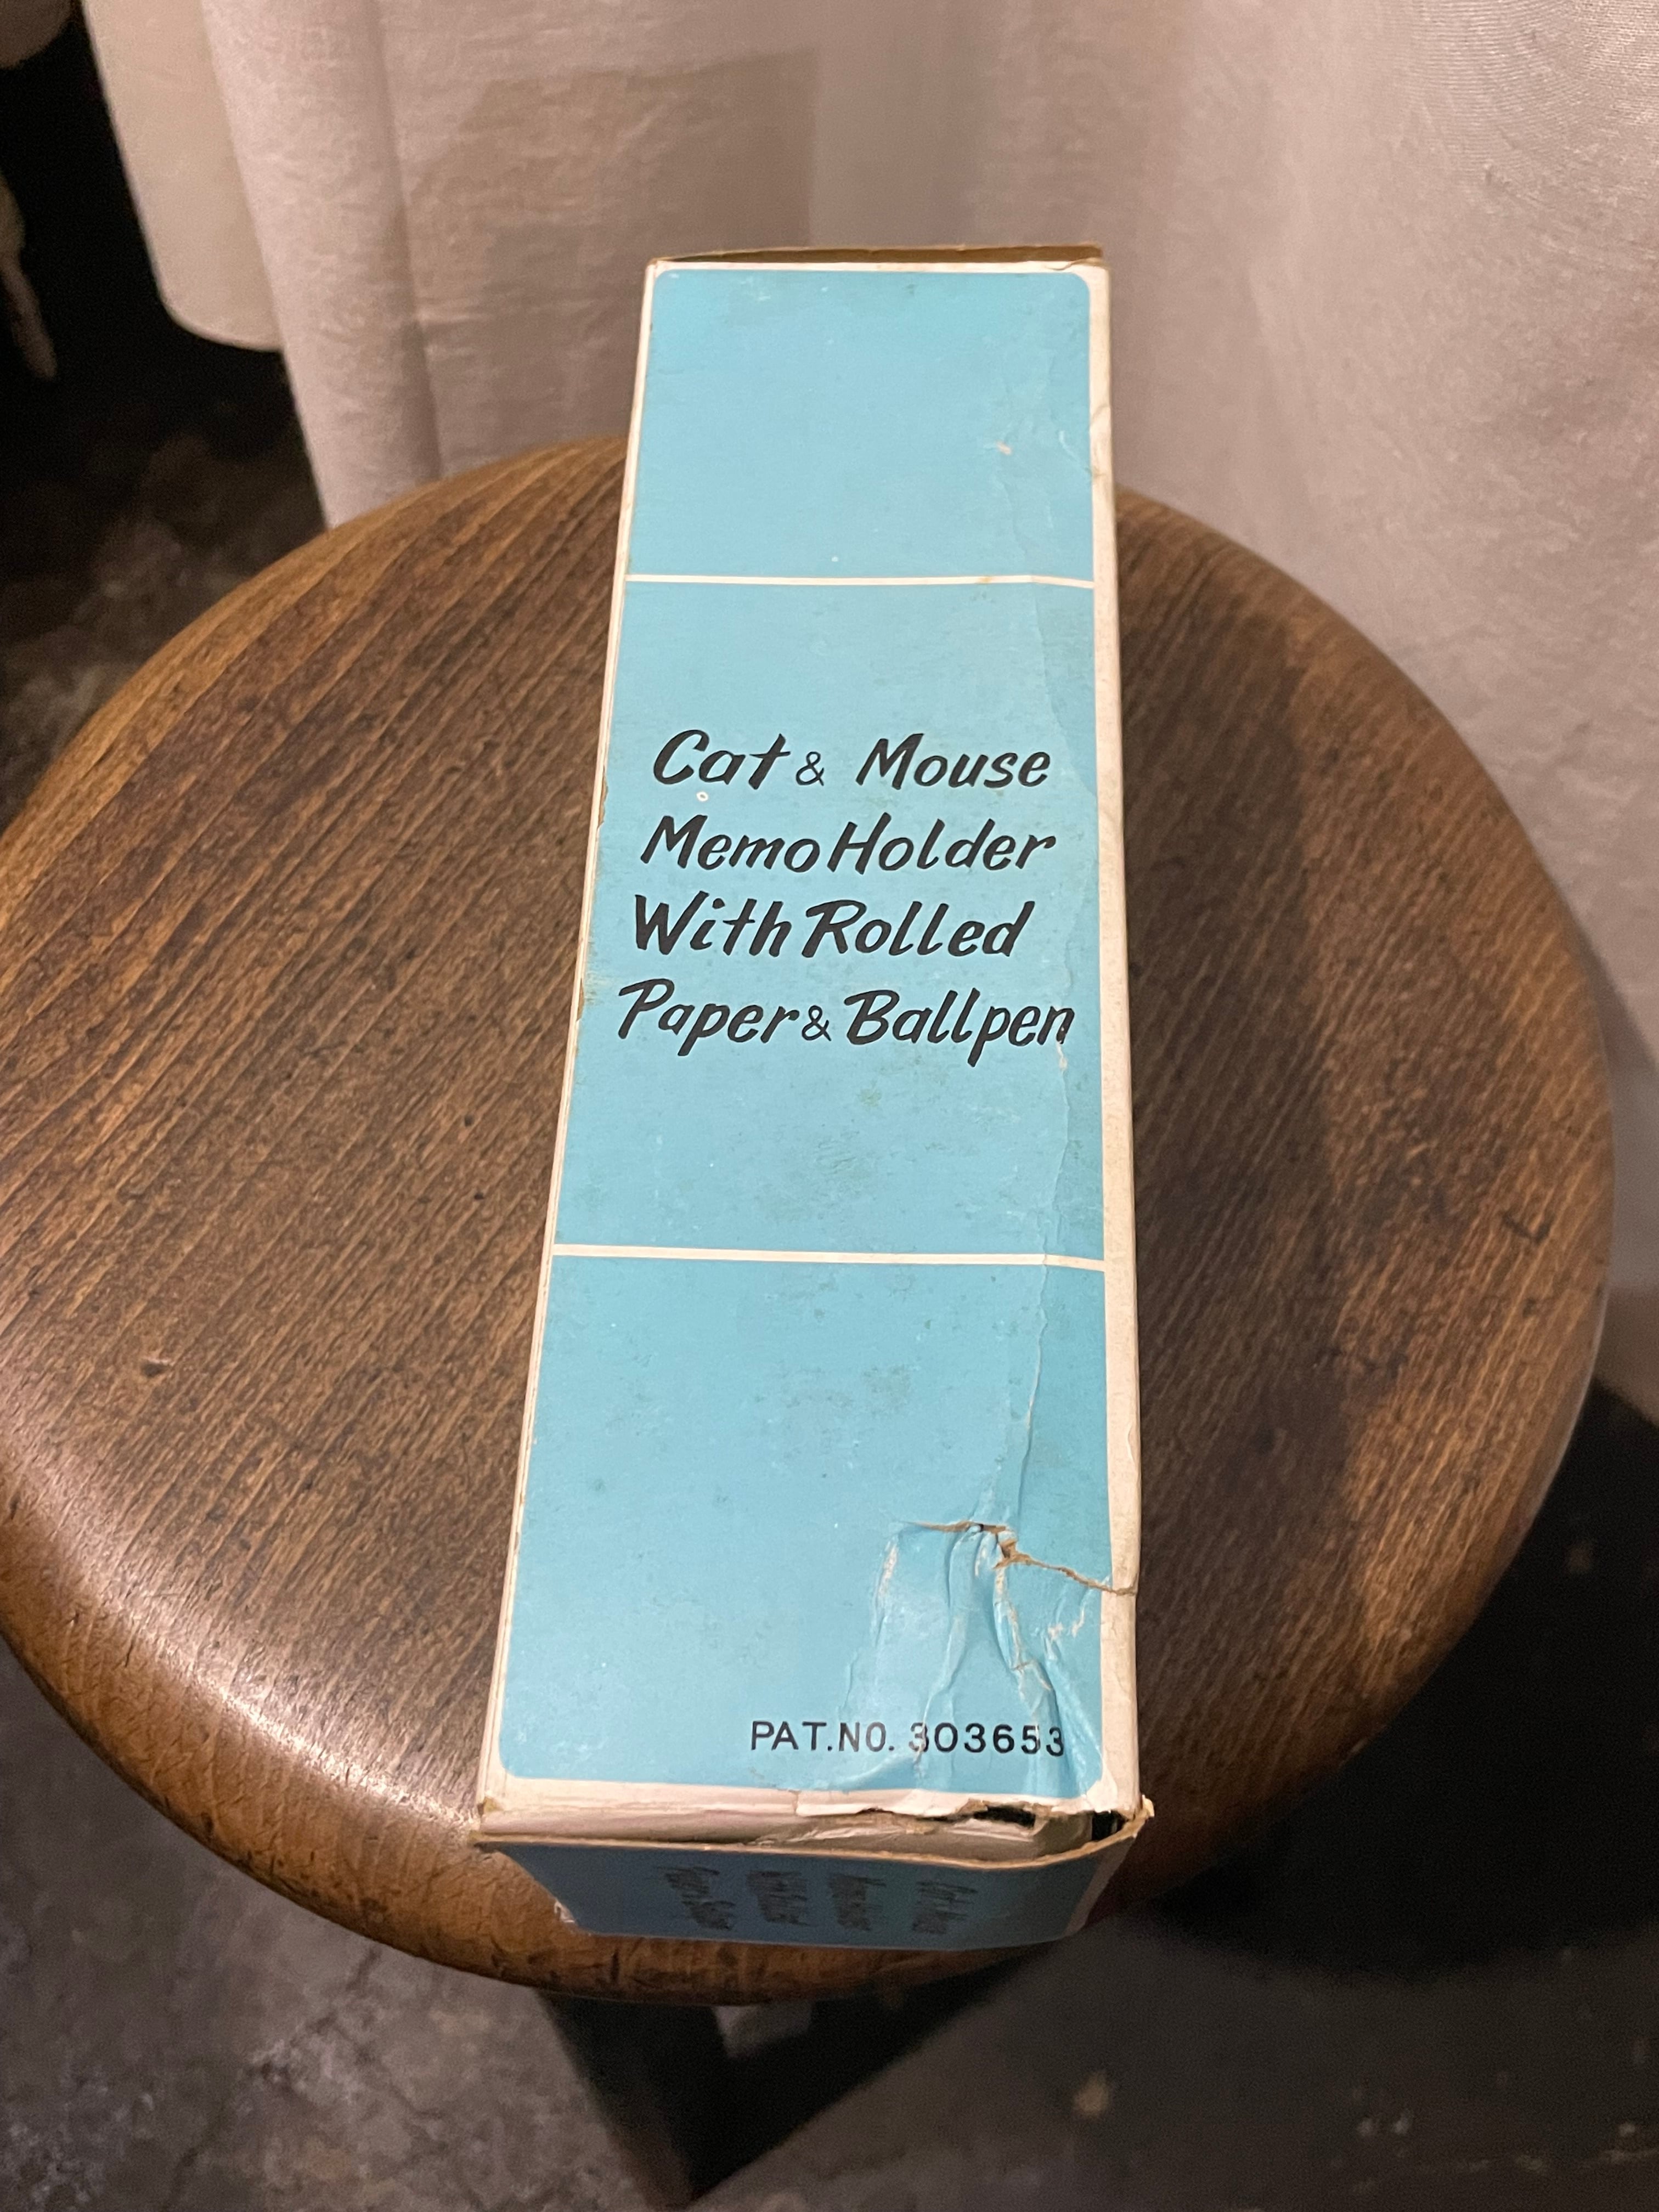 Cat & Mouse
Memo Holder
With Rolled
Paper & Ballpen
PAT.NO. 303653